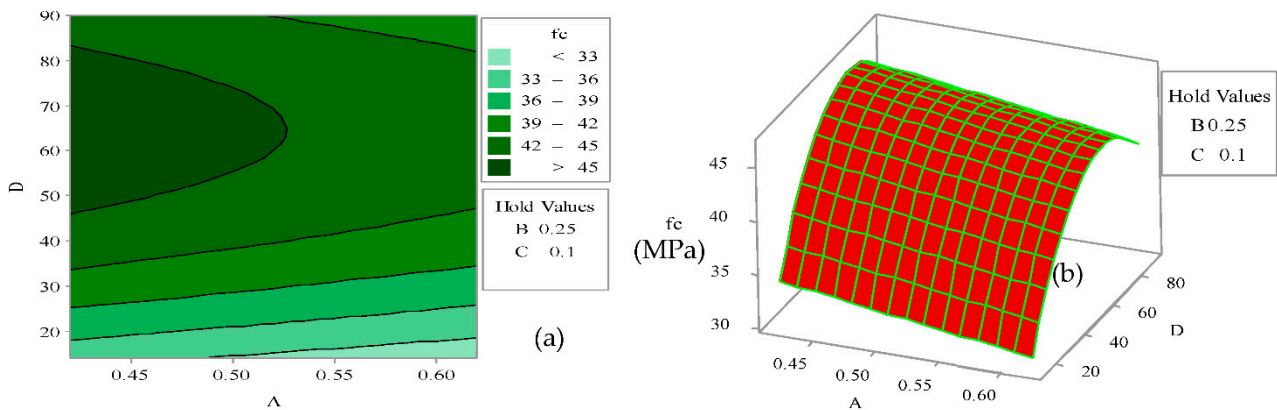 90
80
70
60
50
40
30
20
D
0.45 0.50 0.55 0.60
A
fc
< 33
33 – 36
36 – 39
39 – 42
42 – 45
> 45
Hold Values
B 0.25
C 0.1
(a)
45
40
35
30
fc
(MPa)
0.45
0.50
0.55
0.60
A
20
40
60
80
D
(b)
Hold Values
B 0.25
C 0.1